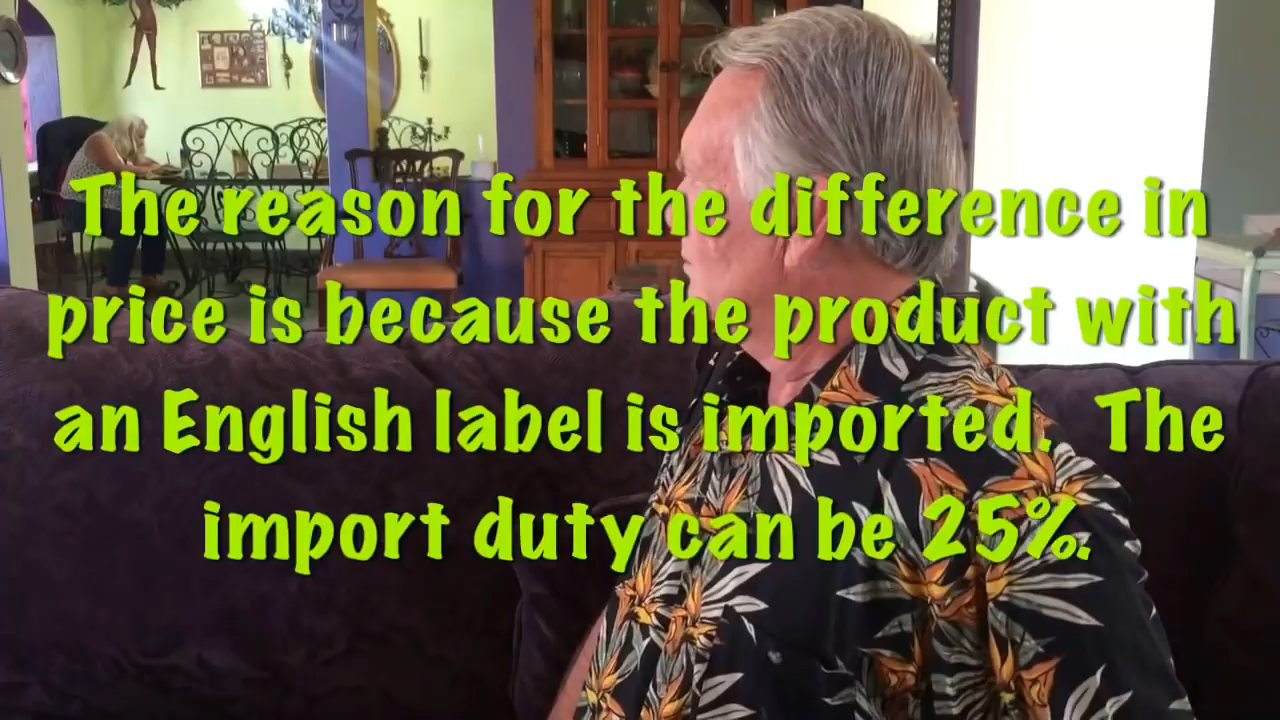 The reason for the difference in
price is because the product with
an English label is imported.  The
import duty can be 25%.